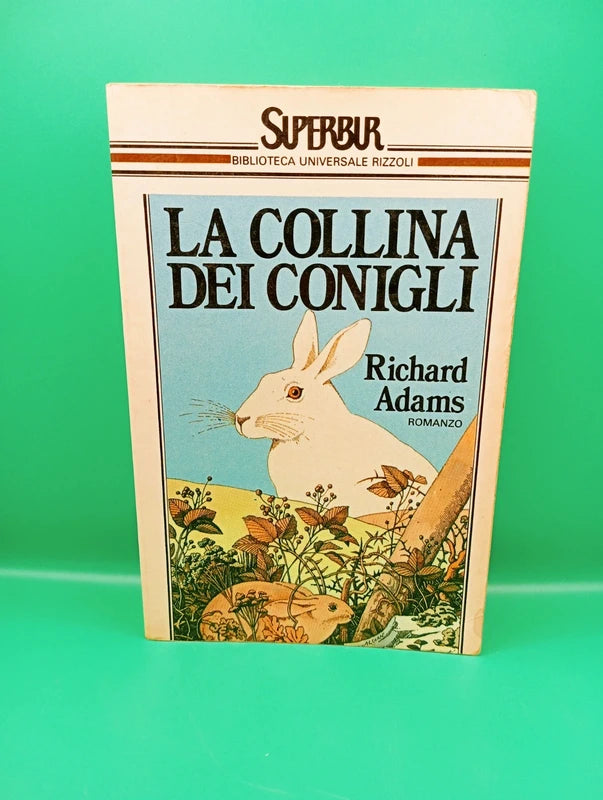 SUPERBUR
BIBLIOTECA UNIVERSALE RIZZOLI
LA COLLINA
DEI CONIGLI
Richard
Adams
ROMANZO